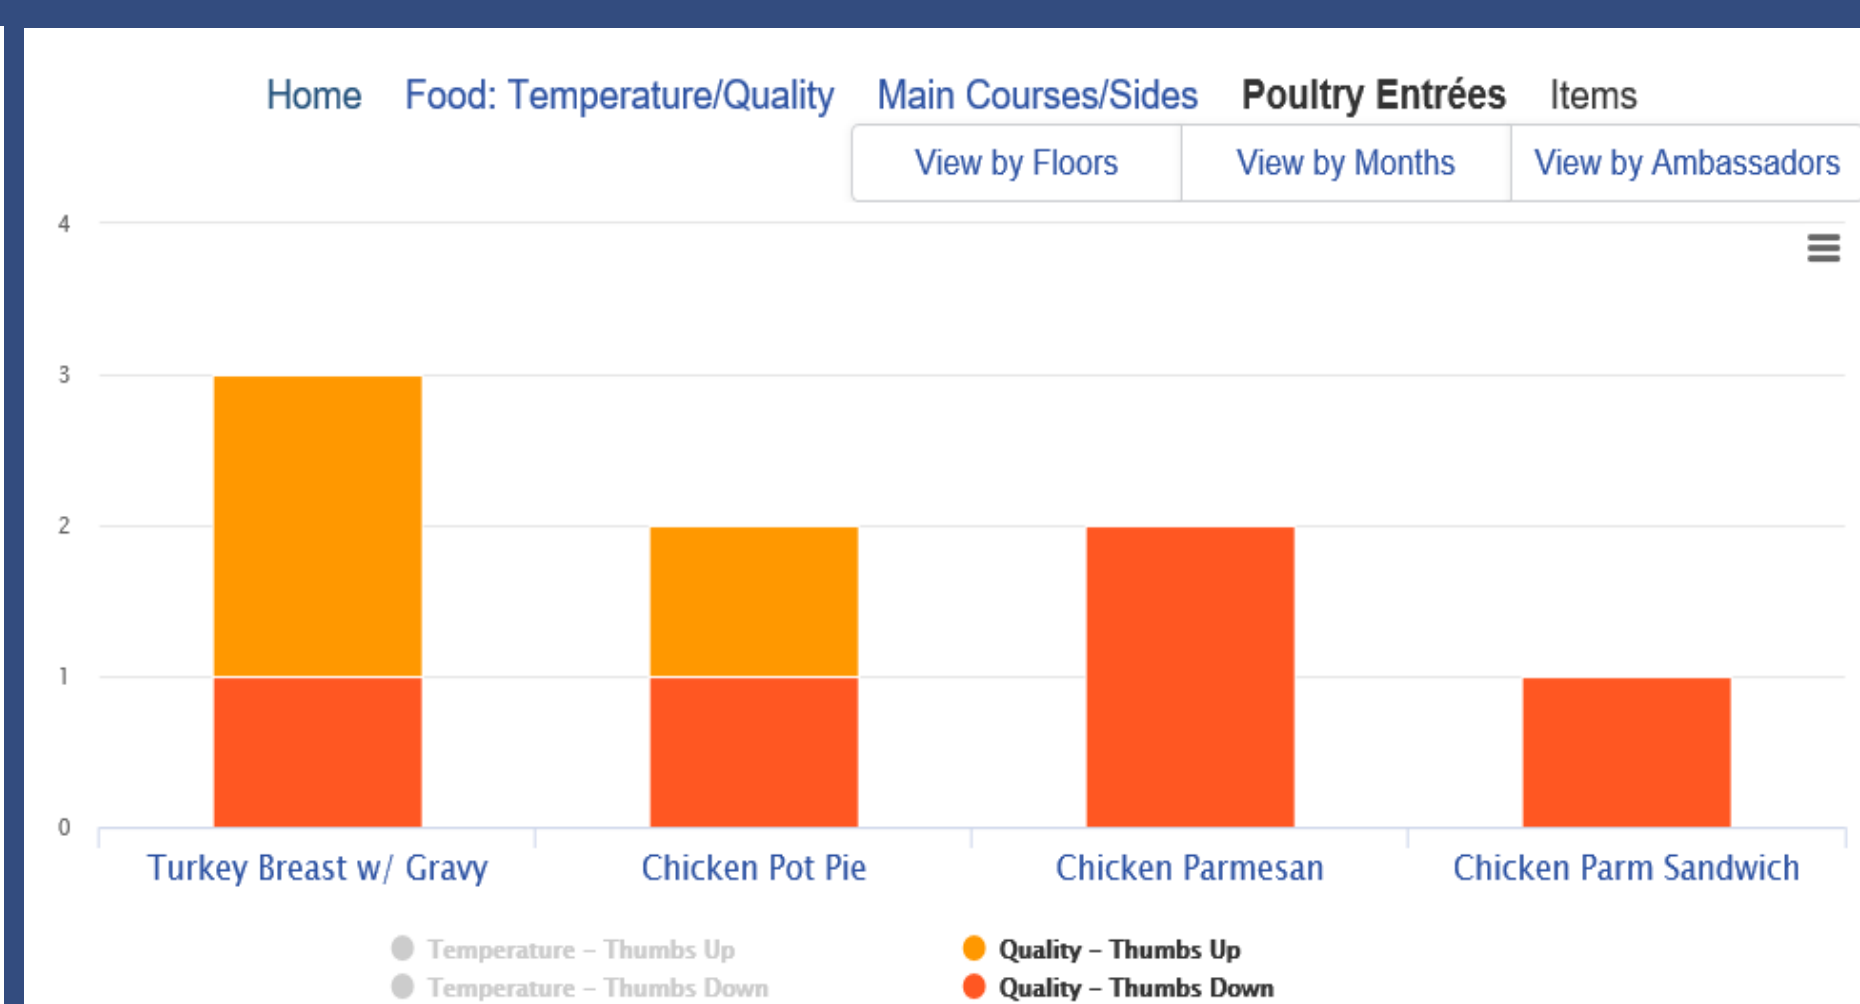 Home Food: Temperature/Quality Main Courses/Sides Poultry Entrées Items
View by Floors View by Months View by Ambassadors
4
3
2
1
0
Turkey Breast w/ Gravy Chicken Pot Pie Chicken Parmesan Chicken Parm Sandwich
Temperature – Thumbs Up Quality – Thumbs Up
Temperature – Thumbs Down Quality – Thumbs Down